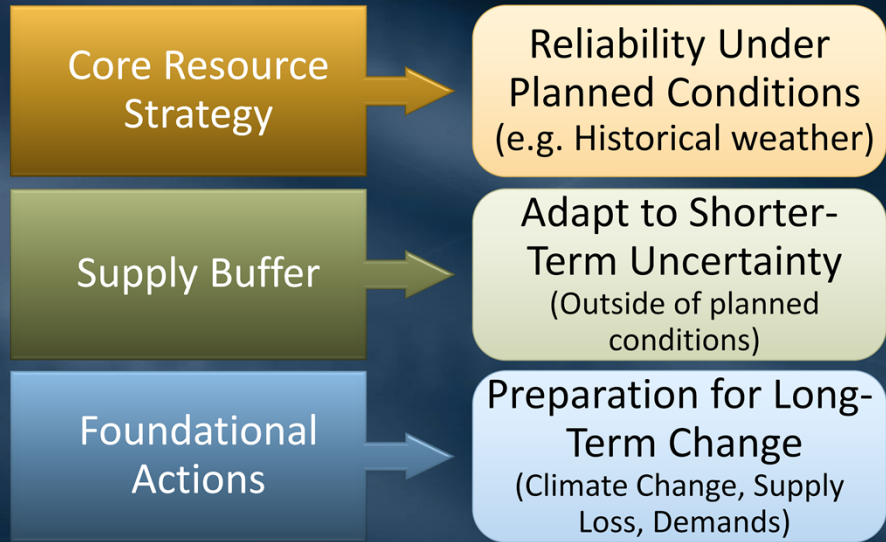 Core Resource
Strategy
Reliability Under
Planned Conditions
(e.g. Historical weather)
Supply Buffer
Adapt to Shorter-
Term Uncertainty
(Outside of planned
conditions)
Foundational
Actions
Preparation for Long-
Term Change
(Climate Change, Supply
Loss, Demands)